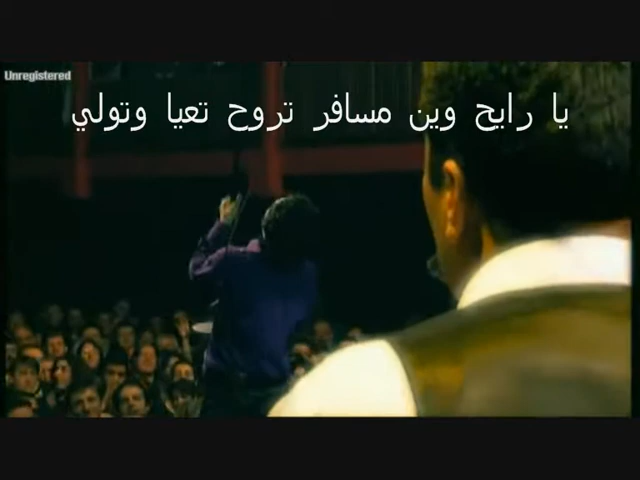 Unregistered
يا رايح وين مسافر تروح تعيا وتولي